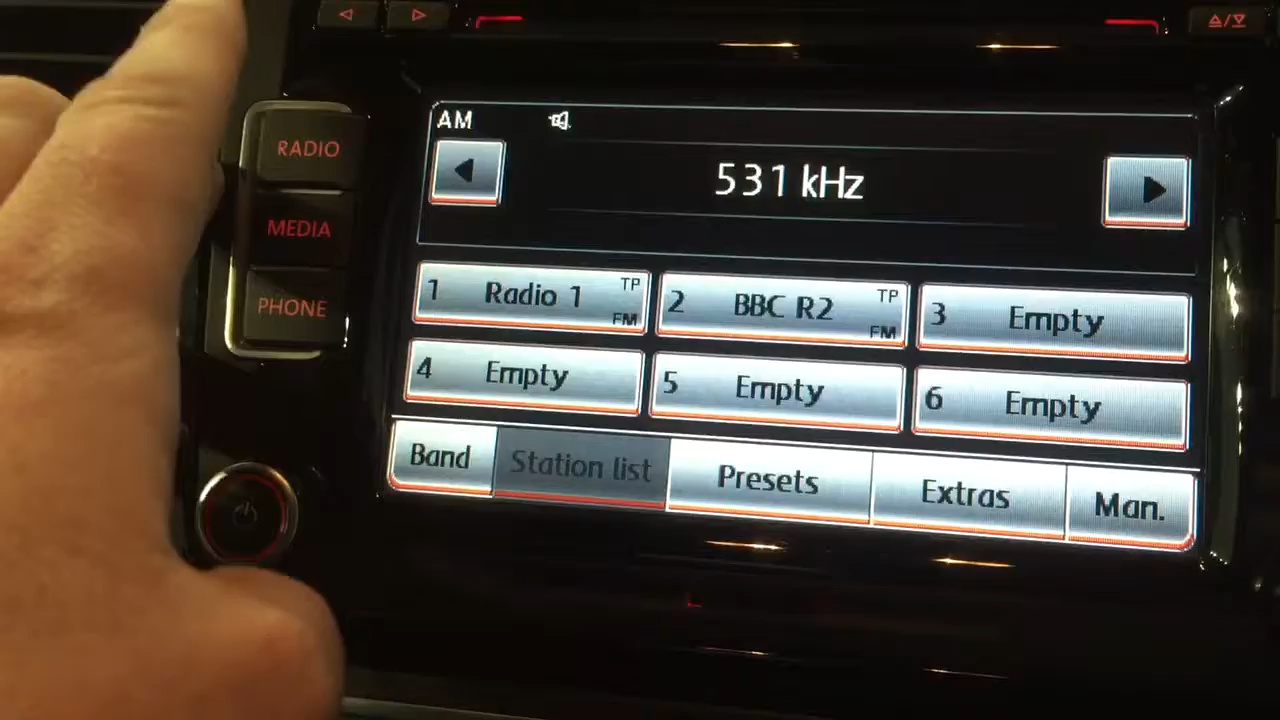 RADIO
MEDIA
PHONE
AM
531 kHz
1 Radio 1 TP FM
2 BBC R2 TP FM
3 Empty
4 Empty
5 Empty
6 Empty
Band Station list Presets Extras Man.